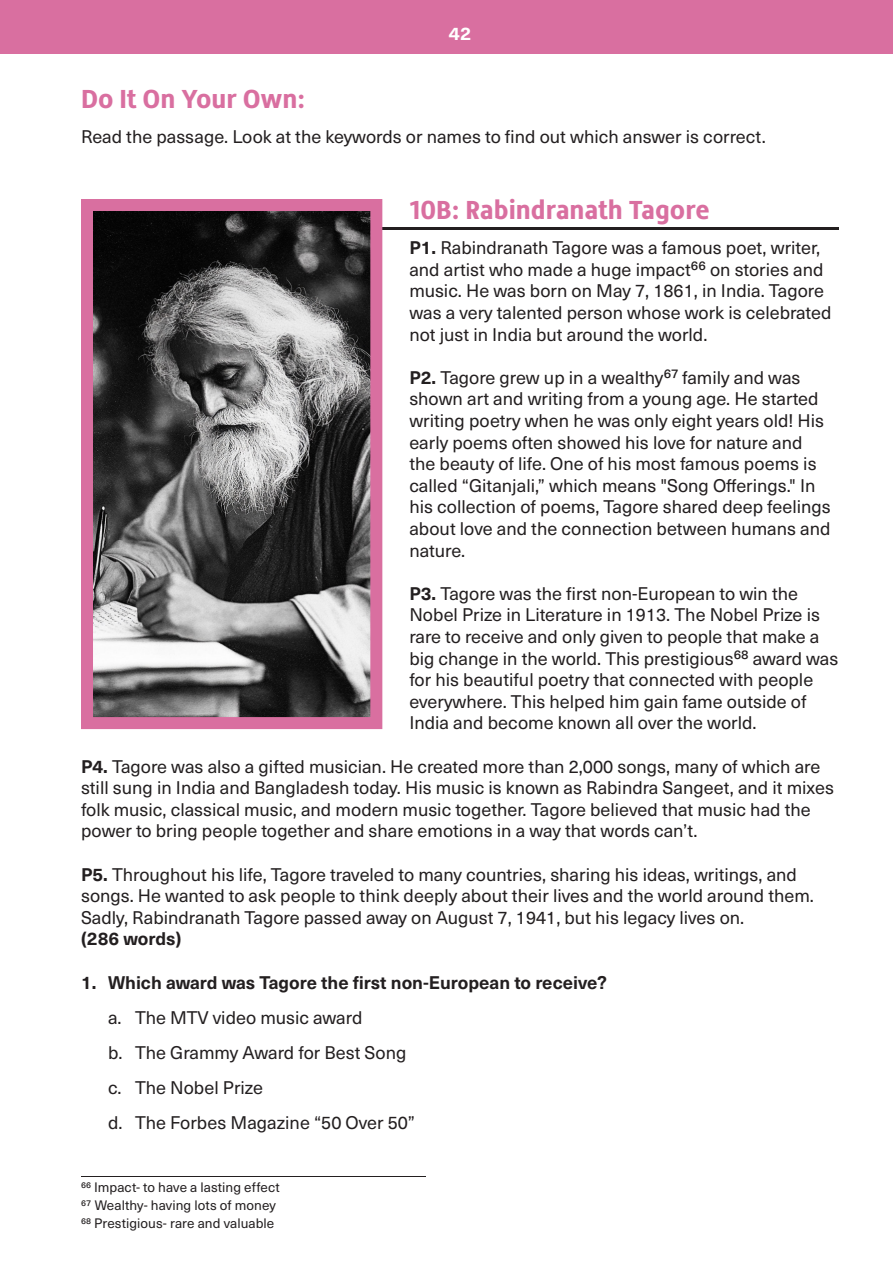 42
Do It On Your Own:
Read the passage. Look at the keywords or names to find out which answer is correct.
10B: Rabindranath Tagore
P1. Rabindranath Tagore was a famous poet, writer,
and artist who made a huge impact66 on stories and
music. He was born on May 7, 1861, in India. Tagore
was a very talented person whose work is celebrated
not just in India but around the world.
P2. Tagore grew up in a wealthy67 family and was
shown art and writing from a young age. He started
writing poetry when he was only eight years old! His
early poems often showed his love for nature and
the beauty of life. One of his most famous poems is
called “Gitanjali,” which means "Song Offerings." In
his collection of poems, Tagore shared deep feelings
about love and the connection between humans and
nature.
P3. Tagore was the first non-European to win the
Nobel Prize in Literature in 1913. The Nobel Prize is
rare to receive and only given to people that make a
big change in the world. This prestigious68 award was
for his beautiful poetry that connected with people
everywhere. This helped him gain fame outside of
India and become known all over the world.
P4. Tagore was also a gifted musician. He created more than 2,000 songs, many of which are
still sung in India and Bangladesh today. His music is known as Rabindra Sangeet, and it mixes
folk music, classical music, and modern music together. Tagore believed that music had the
power to bring people together and share emotions in a way that words can’t.
P5. Throughout his life, Tagore traveled to many countries, sharing his ideas, writings, and
songs. He wanted to ask people to think deeply about their lives and the world around them.
Sadly, Rabindranath Tagore passed away on August 7, 1941, but his legacy lives on.
(286 words)
1. Which award was Tagore the first non-European to receive?
a. The MTV video music award
b. The Grammy Award for Best Song
c. The Nobel Prize
d. The Forbes Magazine “50 Over 50”
66 Impact- to have a lasting effect
67 Wealthy- having lots of money
68 Prestigious- rare and valuable